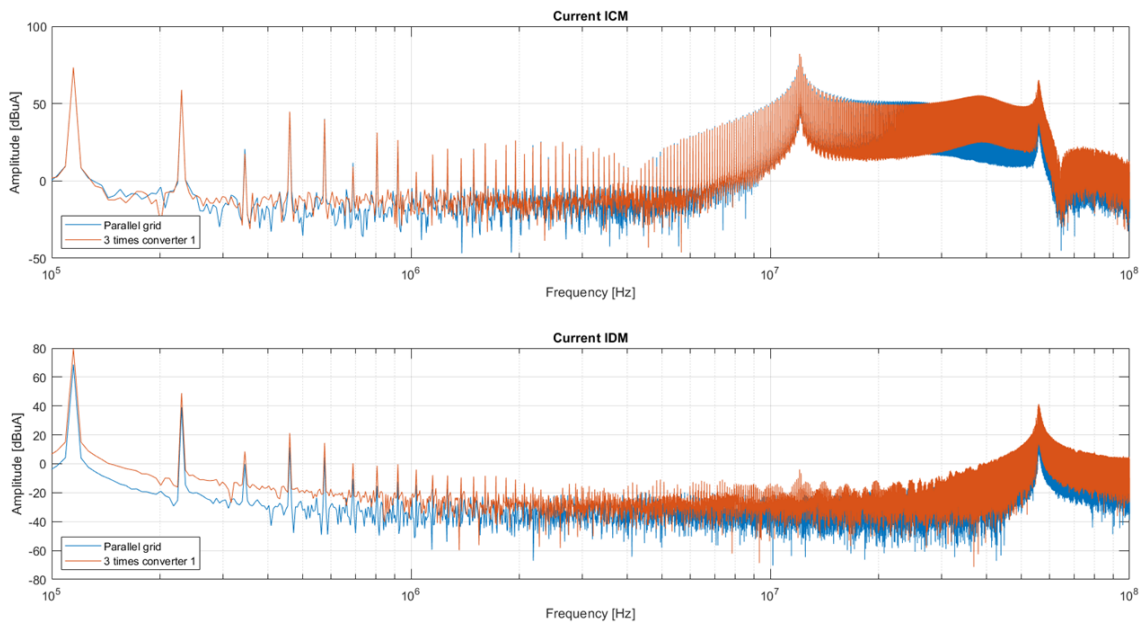 Current ICM
Amplitude [dBuA]
100
50
0
-50
Parallel grid
3 times converter 1
10^5
10^6
10^7
10^8
Frequency [Hz]
Current IDM
Amplitude [dBuA]
80
60
40
20
0
-20
-40
-60
-80
Parallel grid
3 times converter 1
10^5
10^6
10^7
10^8
Frequency [Hz]